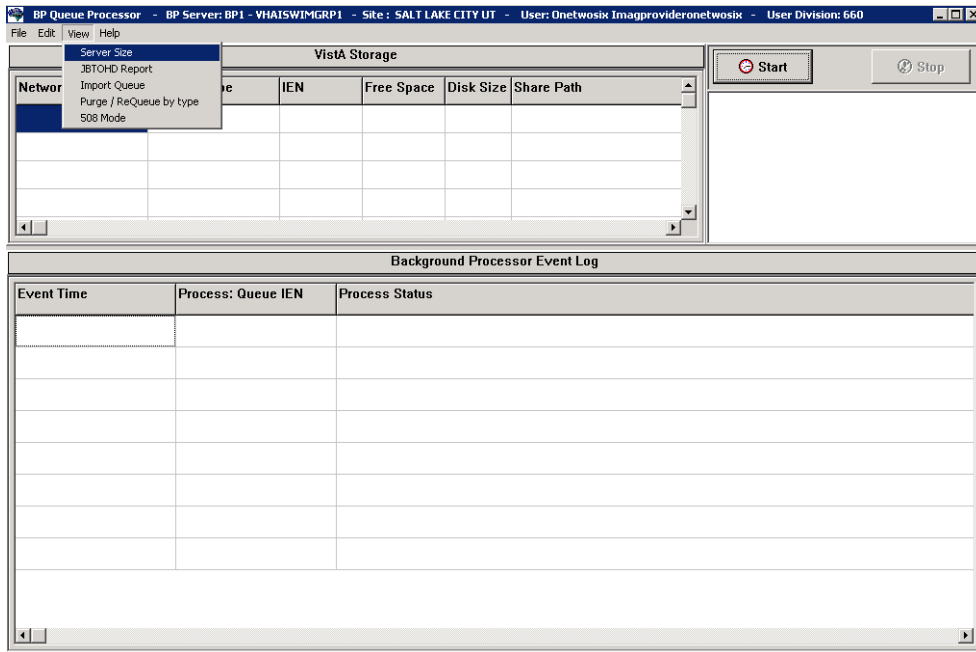 BP Queue Processor - BP Server: BP1 - VHAISWIMGRP1 - Site : SALT LAKE CITY UT - User: Onetwosix Imagprovideronetwosix - User Division: 660
File Edit View Help
Server Size
JBTOHD Report
Import Queue
Purge / ReQueue by type
508 Mode
VistA Storage
Start
Stop
IEN
Free Space
Disk Size
Share Path
Background Processor Event Log
Event Time
Process: Queue IEN
Process Status